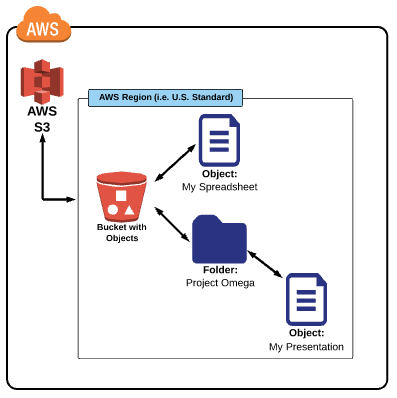 AWS
AWS
S3
AWS Region (i.e. U.S. Standard)
Object:
My Spreadsheet
Bucket with
Objects
Folder:
Project Omega
Object:
My Presentation